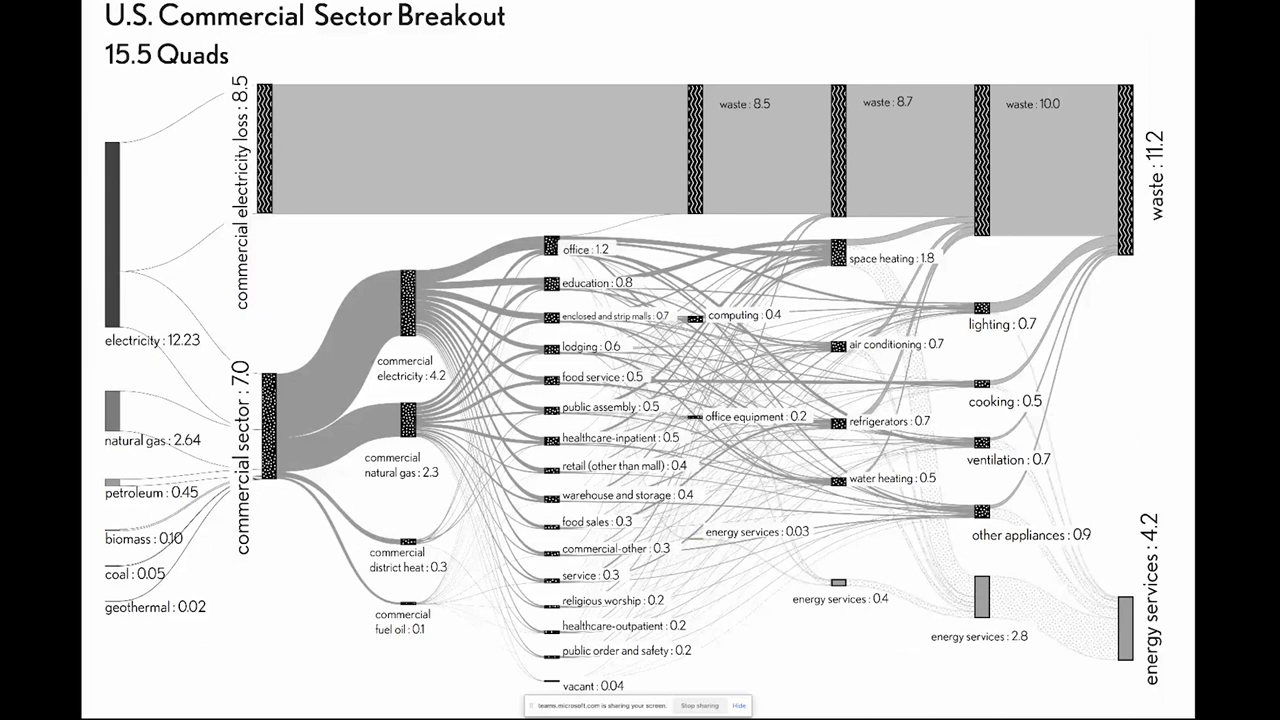 U.S. Commercial Sector Breakout
15.5 Quads
electricity : 12.23
natural gas : 2.64
petroleum : 0.45
biomass : 0.10
coal : 0.05
geothermal : 0.02
commercial electricity loss : 8.5
commercial sector : 7.0
commercial
electricity : 4.2
commercial
natural gas : 2.3
commercial
district heat : 0.3
commercial
fuel oil : 0.1
office : 1.2
education : 0.8
enclosed and strip malls : 0.7
lodging : 0.6
food service : 0.5
public assembly : 0.5
healthcare-inpatient : 0.5
retail (other than mall) : 0.4
warehouse and storage : 0.4
food sales : 0.3
commercial-other : 0.3
service : 0.3
religious worship : 0.2
healthcare-outpatient : 0.2
public order and safety : 0.2
vacant : 0.04
waste : 8.5
computing : 0.4
office equipment : 0.2
energy services : 0.03
waste : 8.7
space heating : 1.8
air conditioning : 0.7
refrigerators : 0.7
water heating : 0.5
energy services : 0.4
waste : 10.0
lighting : 0.7
cooking : 0.5
ventilation : 0.7
other appliances : 0.9
energy services : 2.8
waste : 11.2
energy services : 4.2
teams.microsoft.com is sharing your screen.
Stop sharing
Hide